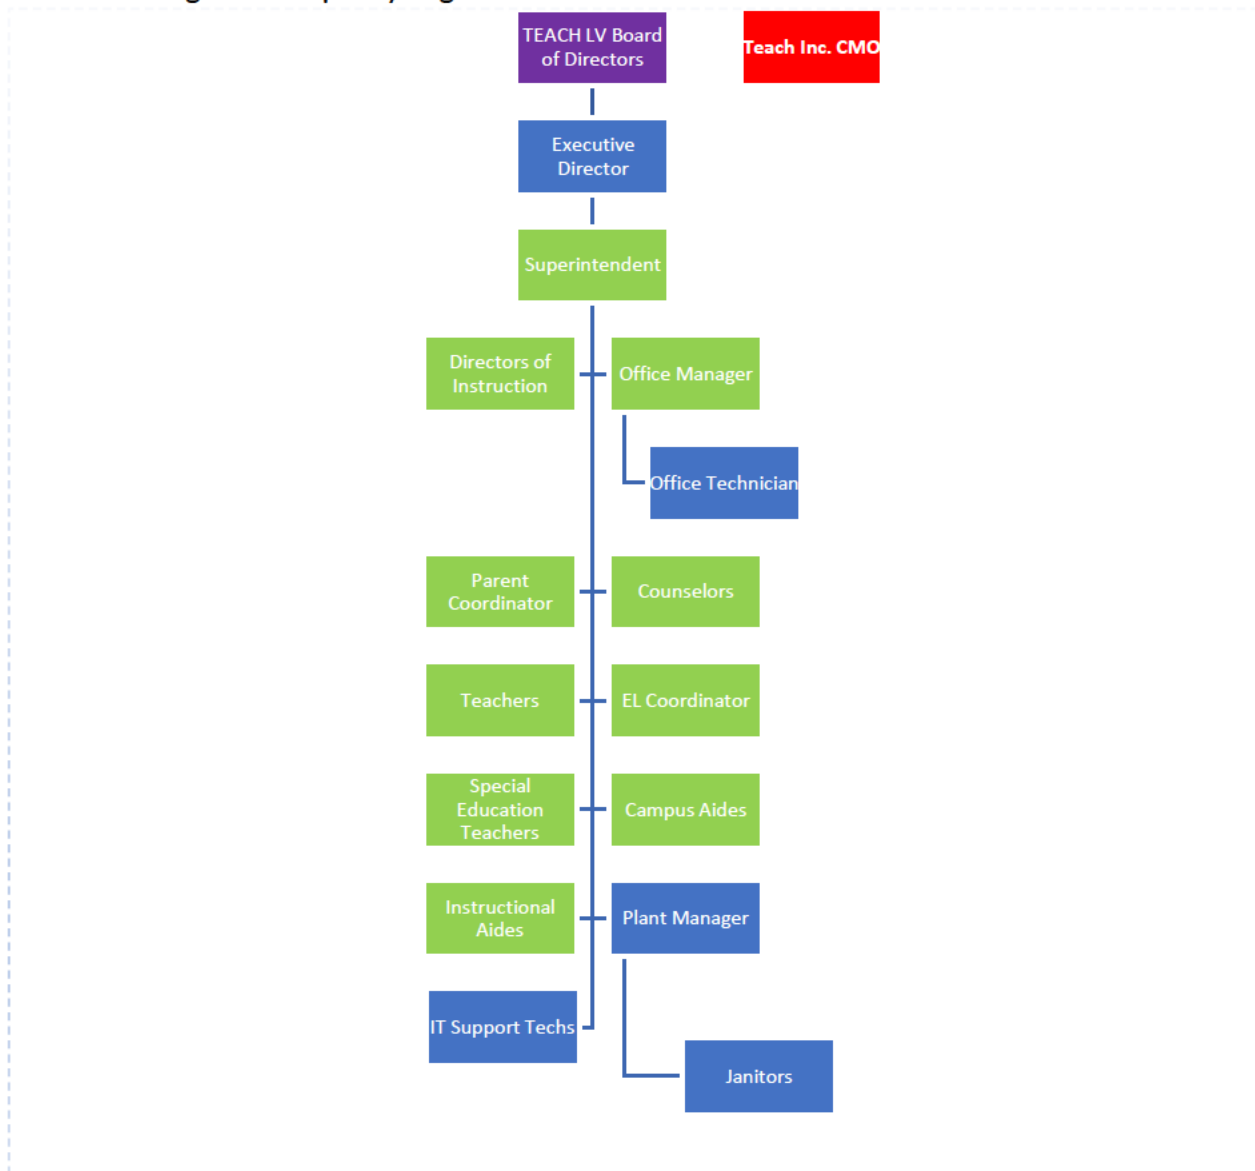 TEACH LV Board
of Directors
Teach Inc. CMO
Executive
Director
Superintendent
Directors of
Instruction
Office Manager
Office Technician
Parent
Coordinator
Counselors
Teachers
EL Coordinator
Special
Education
Teachers
Campus Aides
Instructional
Aides
Plant Manager
IT Support Techs
Janitors